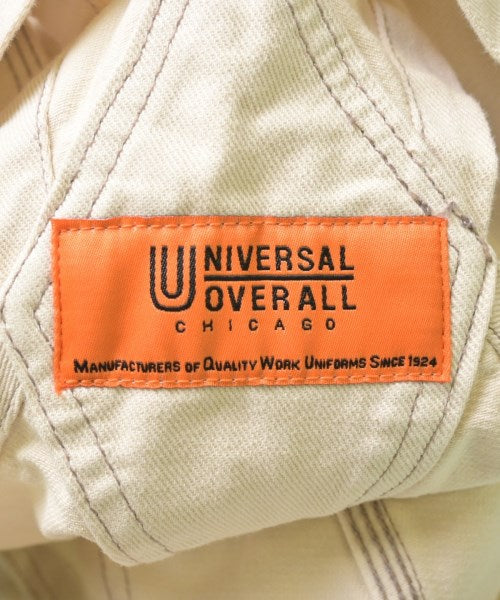 UNIVERSAL
OVERALL
CHICAGO
MANUFACTURERS OF QUALITY WORK UNIFORMS SINCE 1924